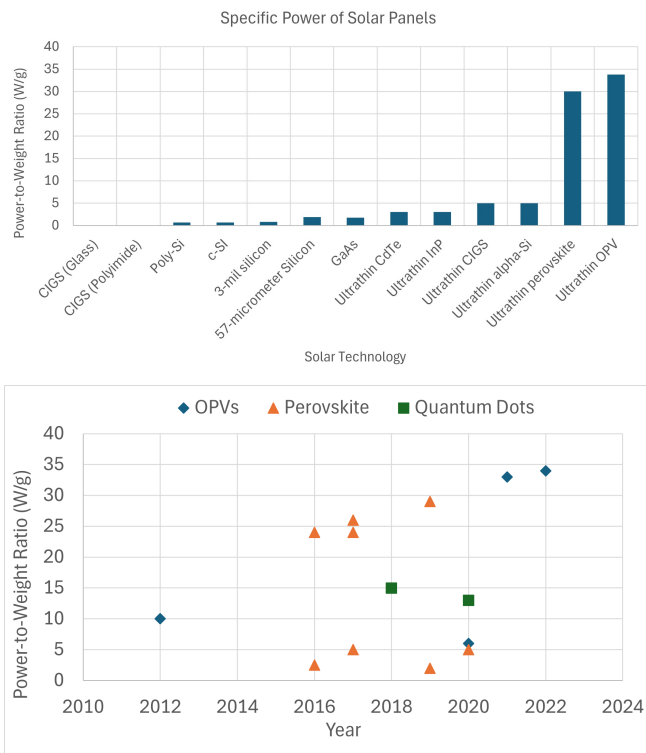 Specific Power of Solar Panels
Power-to-Weight Ratio (W/g)
40
35
30
25
20
15
10
5
0
CIGS (Glass)
CIGS (Polyimide)
Poly-Si
c-SI
3-mil silicon
57-micrometer Silicon
GaAs
Ultrathin CdTe
Ultrathin InP
Ultrathin CIGS
Ultrathin alpha-Si
Ultrathin perovskite
Ultrathin OPV
Solar Technology
OPVs Perovskite Quantum Dots
Power-to-Weight Ratio (W/g)
40
35
30
25
20
15
10
5
0
2010 2012 2014 2016 2018 2020 2022 2024
Year